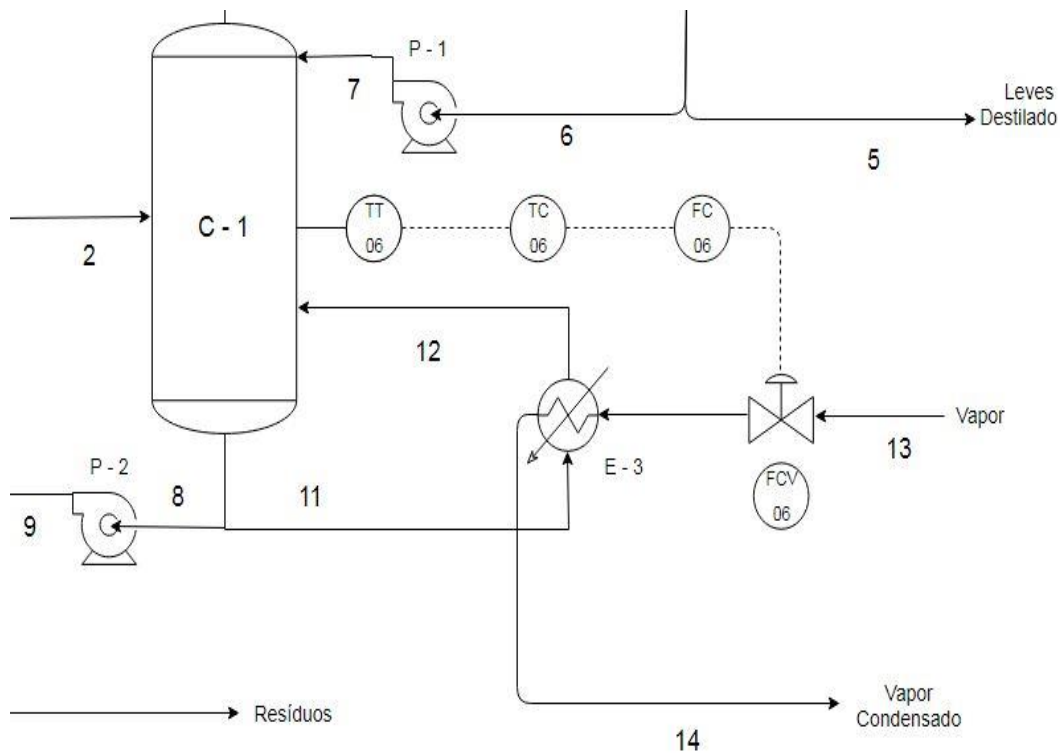 P - 1
7
6
Leves
Destilado
5
TT
06
TC
06
FC
06
C - 1
2
12
Vapor
13
E - 3
FCV
06
P - 2
8
11
9
Resíduos
Vapor
Condensado
14